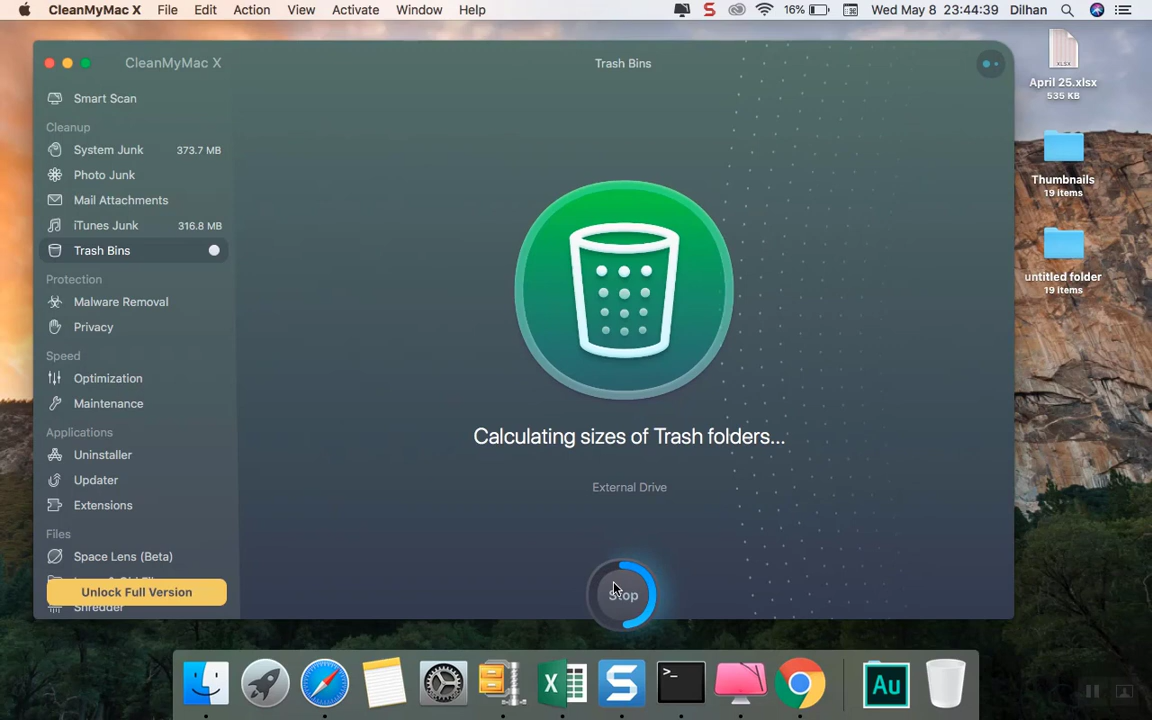 CleanMyMac X File Edit Action View Activate Window Help 16% Wed May 8 23:44:39 Dilhan
CleanMyMac X
Trash Bins
Smart Scan
Cleanup
System Junk 373.7 MB
Photo Junk
Mail Attachments
iTunes Junk 316.8 MB
Trash Bins
Protection
Malware Removal
Privacy
Speed
Optimization
Maintenance
Applications
Uninstaller
Updater
Extensions
Files
Space Lens (Beta)
Unlock Full Version
Shredder
Calculating sizes of Trash folders...
External Drive
Stop
XLSX
April 25.xlsx
535 KB
Thumbnails
19 items
untitled folder
19 items
Au